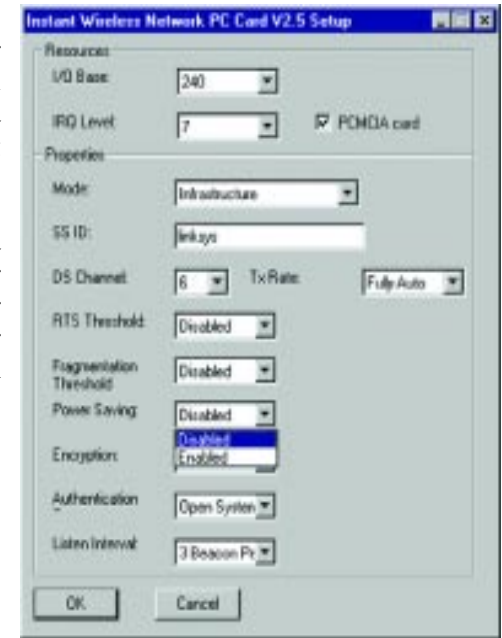 Instant Wireless Network PC Card V2.5 Setup
Resources
I/O Base:
240
IRQ Level:
7
PCMCIA card
Properties
Mode:
Infrastructure
SS ID:
linksys
DS Channel:
6
Tx Rate:
Fully Auto
RTS Threshold:
Disabled
Fragmentation
Threshold
Disabled
Power Saving:
Disabled
Disabled
Enabled
Encryption:
Authentication
Open System
Listen Interval:
3 Beacon Pe
OK
Cancel